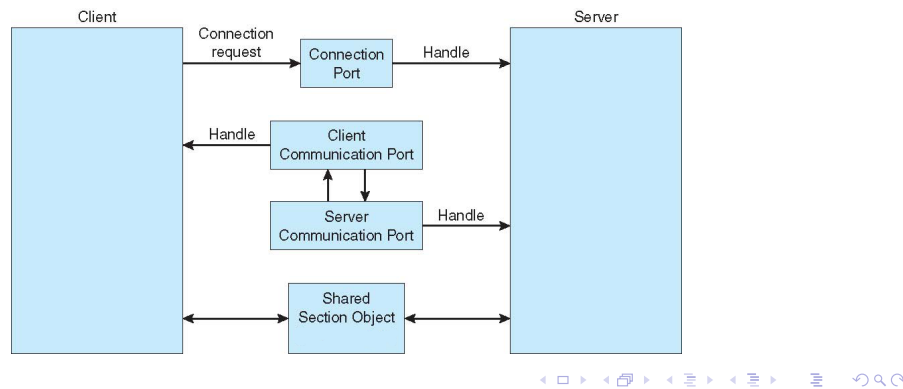 Client
Server
Connection
request
Connection
Port
Handle
Handle
Client
Communication Port
Server
Communication Port
Handle
Shared
Section Object